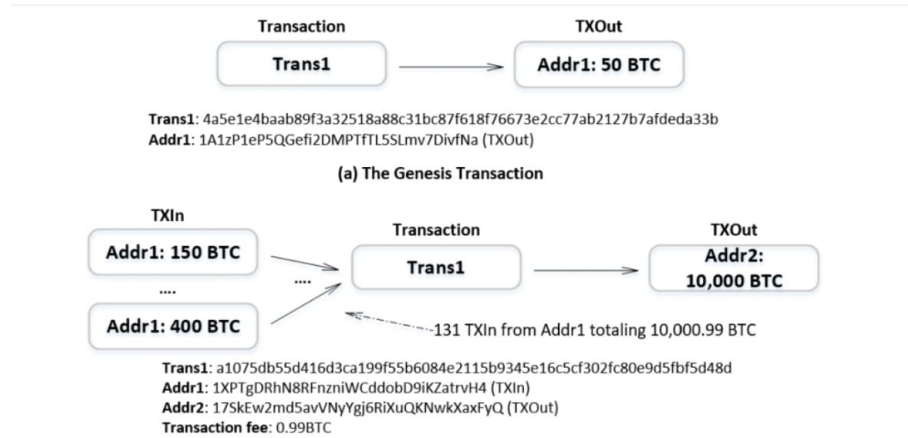 Transaction
TXOut
Trans1
Addr1: 50 BTC
Trans1: 4a5e1e4baab89f3a32518a88c31bc87f618f76673e2cc77ab2127b7afdeda33b
Addr1: 1A1zP1eP5QGefi2DMPTfTL5SLmv7DivfNa (TXOut)
(a) The Genesis Transaction
TXIn
Transaction
TXOut
Addr1: 150 BTC
....
Addr1: 400 BTC
....
Trans1
Addr2:
10,000 BTC
131 TXIn from Addr1 totaling 10,000.99 BTC
Trans1: a1075db55d416d3ca199f55b6084e2115b9345e16c5cf302fc80e9d5fbf5d48d
Addr1: 1XPTgDRhN8RFnzniWCddobD9iKZatrvH4 (TXIn)
Addr2: 17SkEw2md5avVNyYgj6RiXuQKNwkXaxFyQ (TXOut)
Transaction fee: 0.99BTC